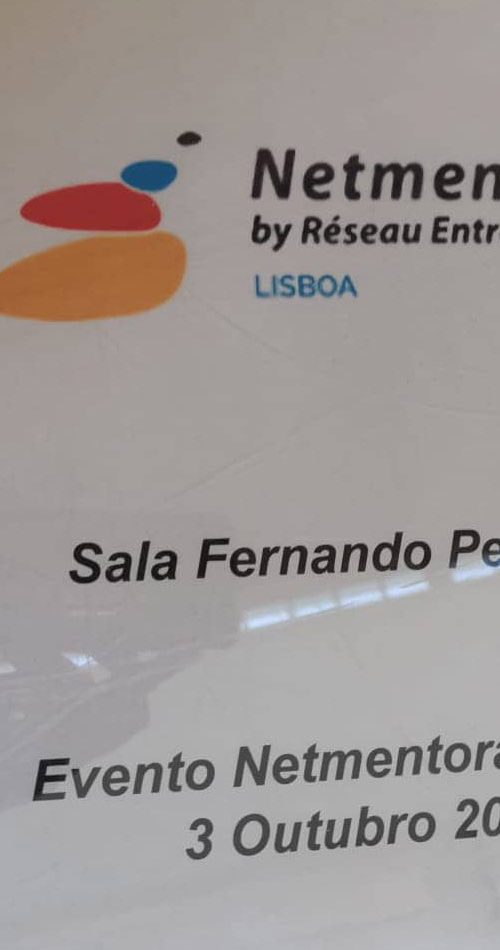 Netmen
by Réseau Entr
LISBOA
Sala Fernando Pe
Evento Netmentora
3 Outubro 20